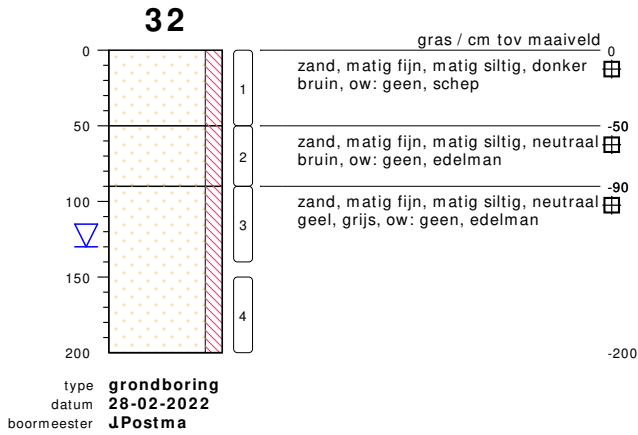 32
gras / cm tov maaiveld
0
0
zand, matig fijn, matig siltig, donker
bruin, ow: geen, schep
1
50
-50
zand, matig fijn, matig siltig, neutraal
bruin, ow: geen, edelman
2
-90
zand, matig fijn, matig siltig, neutraal
geel, grijs, ow: geen, edelman
100
3
150
4
200
-200
type grondboring
datum 28-02-2022
boormeester J.Postma